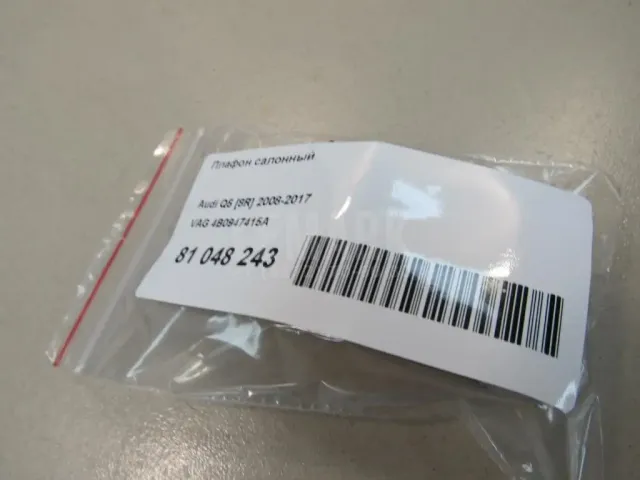 Плафон салонный
Audi Q5 [8R] 2008-2017
VAG 4B0947415A
81 048 243